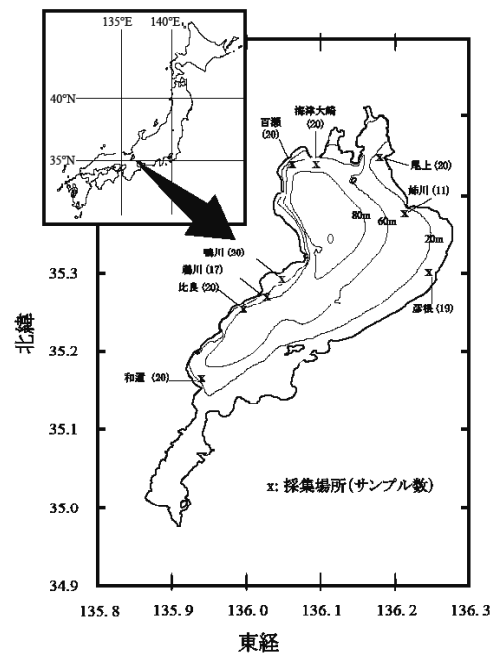 135°E 140°E
40°N
35°N
海津大崎
(20)
百瀬
(20)
尾上 (20)
姉川 (11)
80m
60m
20m
鴨川 (20)
鵜川 (17)
比良 (20)
彦根 (19)
和邇 (20)
x: 採集場所(サンプル数)
北緯
35.3
35.2
35.1
35.0
34.9
135.8 135.9 136.0 136.1 136.2 136.3
東経